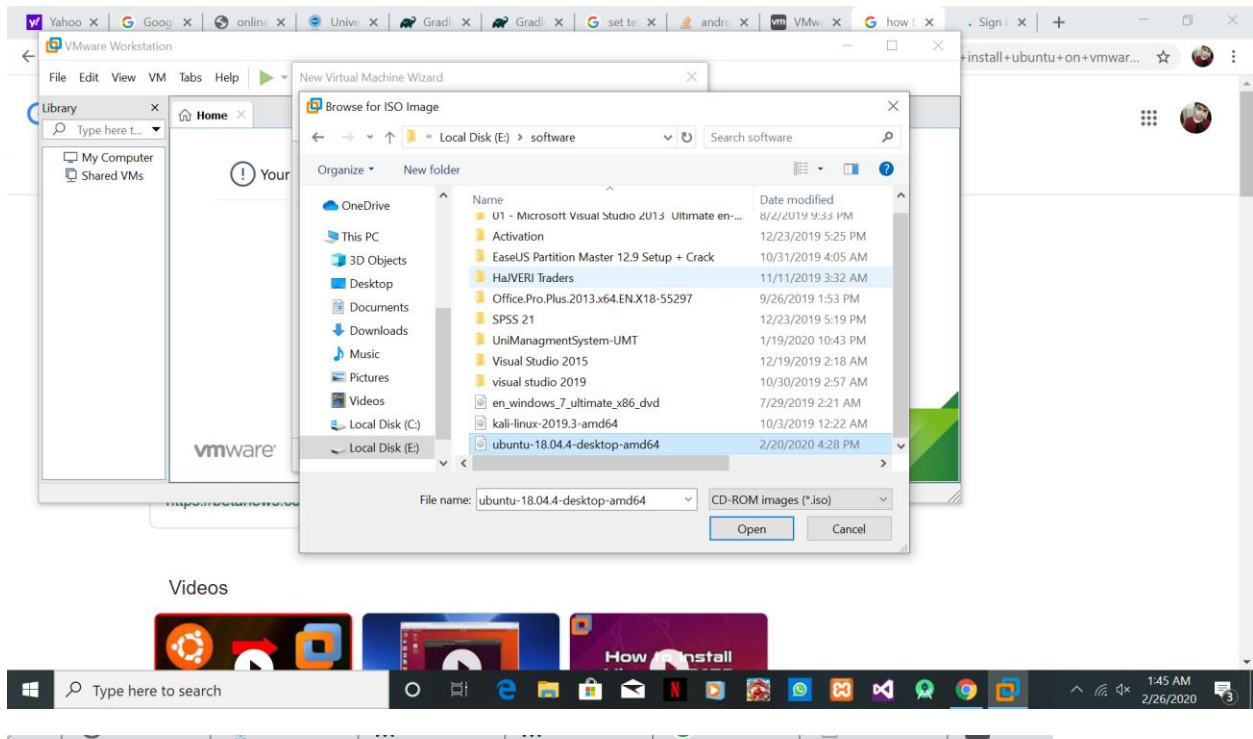 Yahoo Goog online Unive Gradl Gradl set te andro VMw how t Sign i
VMware Workstation
+install+ubuntu+on+vmwar...
File Edit View VM Tabs Help
New Virtual Machine Wizard
Library
Home
Type here t...
My Computer
Shared VMs
Your
vmware
Browse for ISO Image
« Local Disk (E:) > software
Search software
Organize
New folder
Name Date modified
OneDrive
This PC
3D Objects
Desktop
Documents
Downloads
Music
Pictures
Videos
Local Disk (C:)
Local Disk (E:)
01 - Microsoft Visual Studio 2013 Ultimate en-... 8/2/2019 9:33 PM
Activation 12/23/2019 5:25 PM
EaseUS Partition Master 12.9 Setup + Crack 10/31/2019 4:05 AM
HaJVERI Traders 11/11/2019 3:32 AM
Office.Pro.Plus.2013.x64.EN.X18-55297 9/26/2019 1:53 PM
SPSS 21 12/23/2019 5:19 PM
UniManagmentSystem-UMT 1/19/2020 10:43 PM
Visual Studio 2015 12/19/2019 2:18 AM
visual studio 2019 10/30/2019 2:57 AM
en_windows_7_ultimate_x86_dvd 7/29/2019 2:21 AM
kali-linux-2019.3-amd64 10/3/2019 12:22 AM
ubuntu-18.04.4-desktop-amd64 2/20/2020 4:28 PM
File name: ubuntu-18.04.4-desktop-amd64
CD-ROM images (*.iso)
Open Cancel
Videos
How to Install
Type here to search
1:45 AM
2/26/2020
3